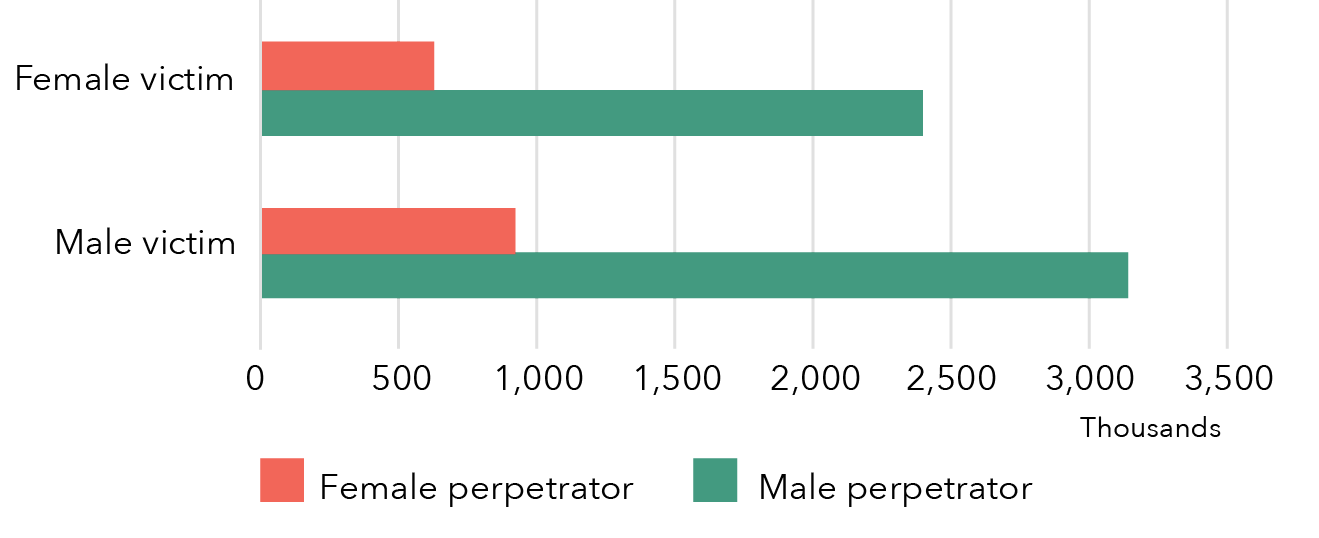 Female victim
Male victim
0 500 1,000 1,500 2,000 2,500 3,000 3,500
Thousands
Female perpetrator Male perpetrator